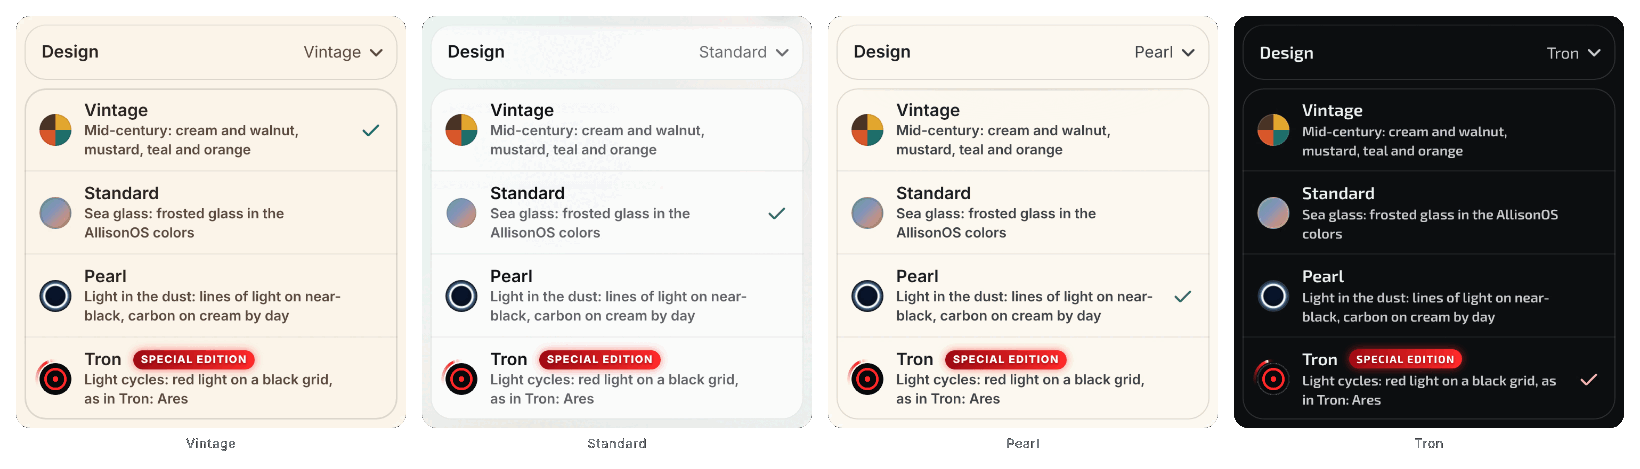 Design Vintage
Vintage
Mid-century: cream and walnut,
mustard, teal and orange
Standard
Sea glass: frosted glass in the
AllisonOS colors
Pearl
Light in the dust: lines of light on near-
black, carbon on cream by day
Tron SPECIAL EDITION
Light cycles: red light on a black grid,
as in Tron: Ares
Vintage
Design Standard
Vintage
Mid-century: cream and walnut,
mustard, teal and orange
Standard
Sea glass: frosted glass in the
AllisonOS colors
Pearl
Light in the dust: lines of light on near-
black, carbon on cream by day
Tron SPECIAL EDITION
Light cycles: red light on a black grid,
as in Tron: Ares
Standard
Design Pearl
Vintage
Mid-century: cream and walnut,
mustard, teal and orange
Standard
Sea glass: frosted glass in the
AllisonOS colors
Pearl
Light in the dust: lines of light on near-
black, carbon on cream by day
Tron SPECIAL EDITION
Light cycles: red light on a black grid,
as in Tron: Ares
Pearl
Design Tron
Vintage
Mid-century: cream and walnut,
mustard, teal and orange
Standard
Sea glass: frosted glass in the AllisonOS
colors
Pearl
Light in the dust: lines of light on near-
black, carbon on cream by day
Tron SPECIAL EDITION
Light cycles: red light on a black grid, as
in Tron: Ares
Tron